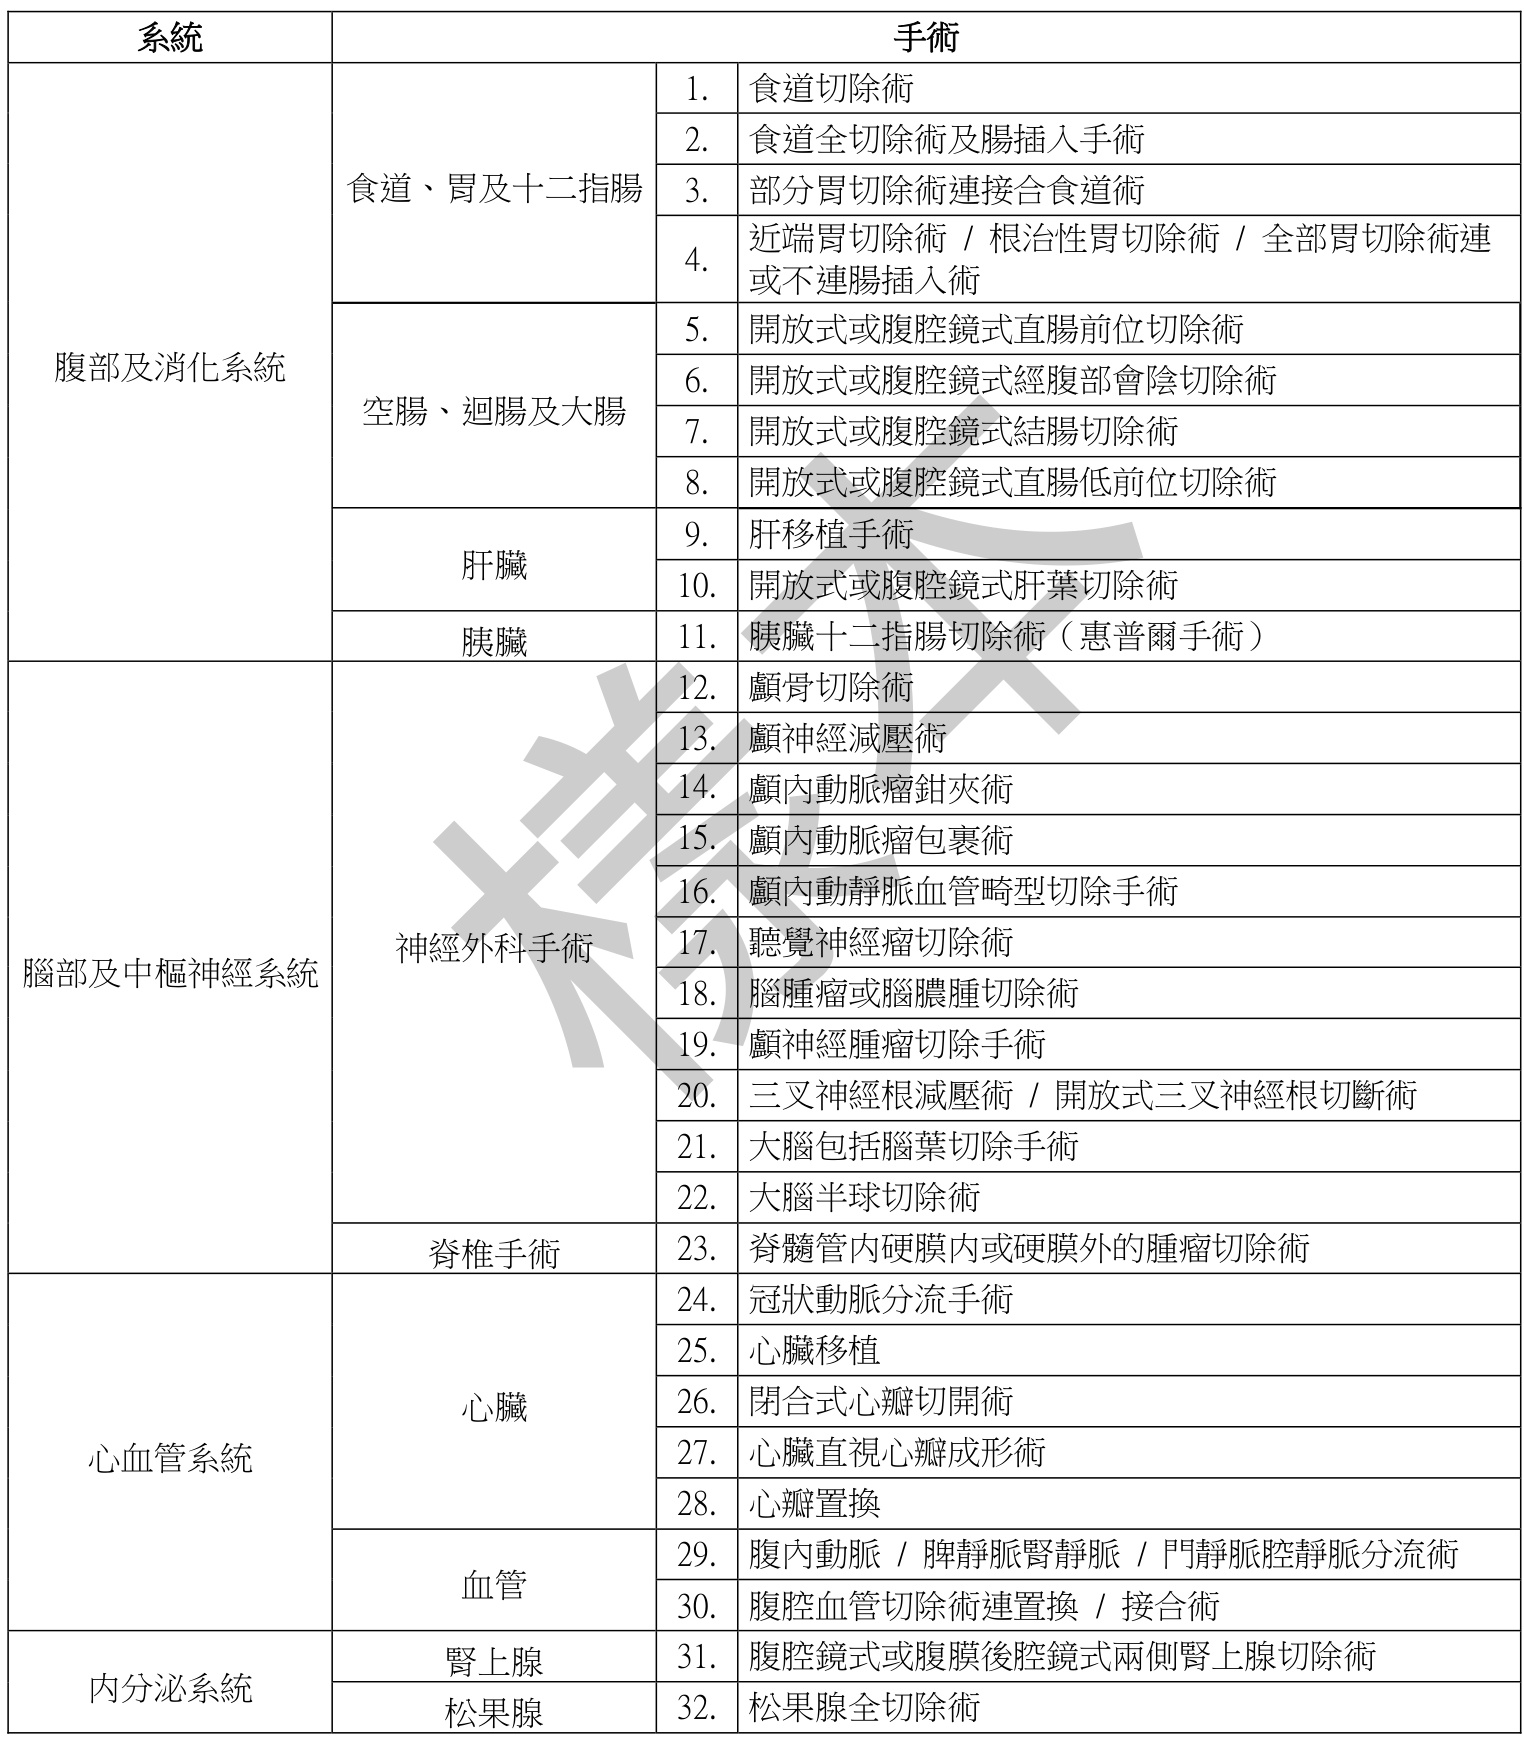 系統 手術
腹部及消化系統
食道、胃及十二指腸
1. 食道切除術
2. 食道全切除術及腸插入手術
3. 部分胃切除術連接合食道術
4. 近端胃切除術 / 根治性胃切除術 / 全部胃切除術連
或不連腸插入術
空腸、迴腸及大腸
5. 開放式或腹腔鏡式直腸前位切除術
6. 開放式或腹腔鏡式經腹部會陰切除術
7. 開放式或腹腔鏡式結腸切除術
8. 開放式或腹腔鏡式直腸低前位切除術
肝臟
9. 肝移植手術
10. 開放式或腹腔鏡式肝葉切除術
胰臟
11. 胰臟十二指腸切除術（惠普爾手術）
腦部及中樞神經系統
神經外科手術
12. 顱骨切除術
13. 顱神經減壓術
14. 顱內動脈瘤鉗夾術
15. 顱內動脈瘤包裹術
16. 顱內動靜脈血管畸型切除手術
17. 聽覺神經瘤切除術
18. 腦腫瘤或腦膿腫切除術
19. 顱神經腫瘤切除手術
20. 三叉神經根減壓術 / 開放式三叉神經根切斷術
21. 大腦包括腦葉切除手術
22. 大腦半球切除術
脊椎手術
23. 脊髓管內硬膜內或硬膜外的腫瘤切除術
心血管系統
心臟
24. 冠狀動脈分流手術
25. 心臟移植
26. 閉合式心瓣切開術
27. 心臟直視心瓣成形術
28. 心瓣置換
血管
29. 腹內動脈 / 脾靜脈腎靜脈 / 門靜脈腔靜脈分流術
30. 腹腔血管切除術連置換 / 接合術
內分泌系統
腎上腺
31. 腹腔鏡式或腹膜後腔鏡式兩側腎上腺切除術
松果腺
32. 松果腺全切除術
樣本